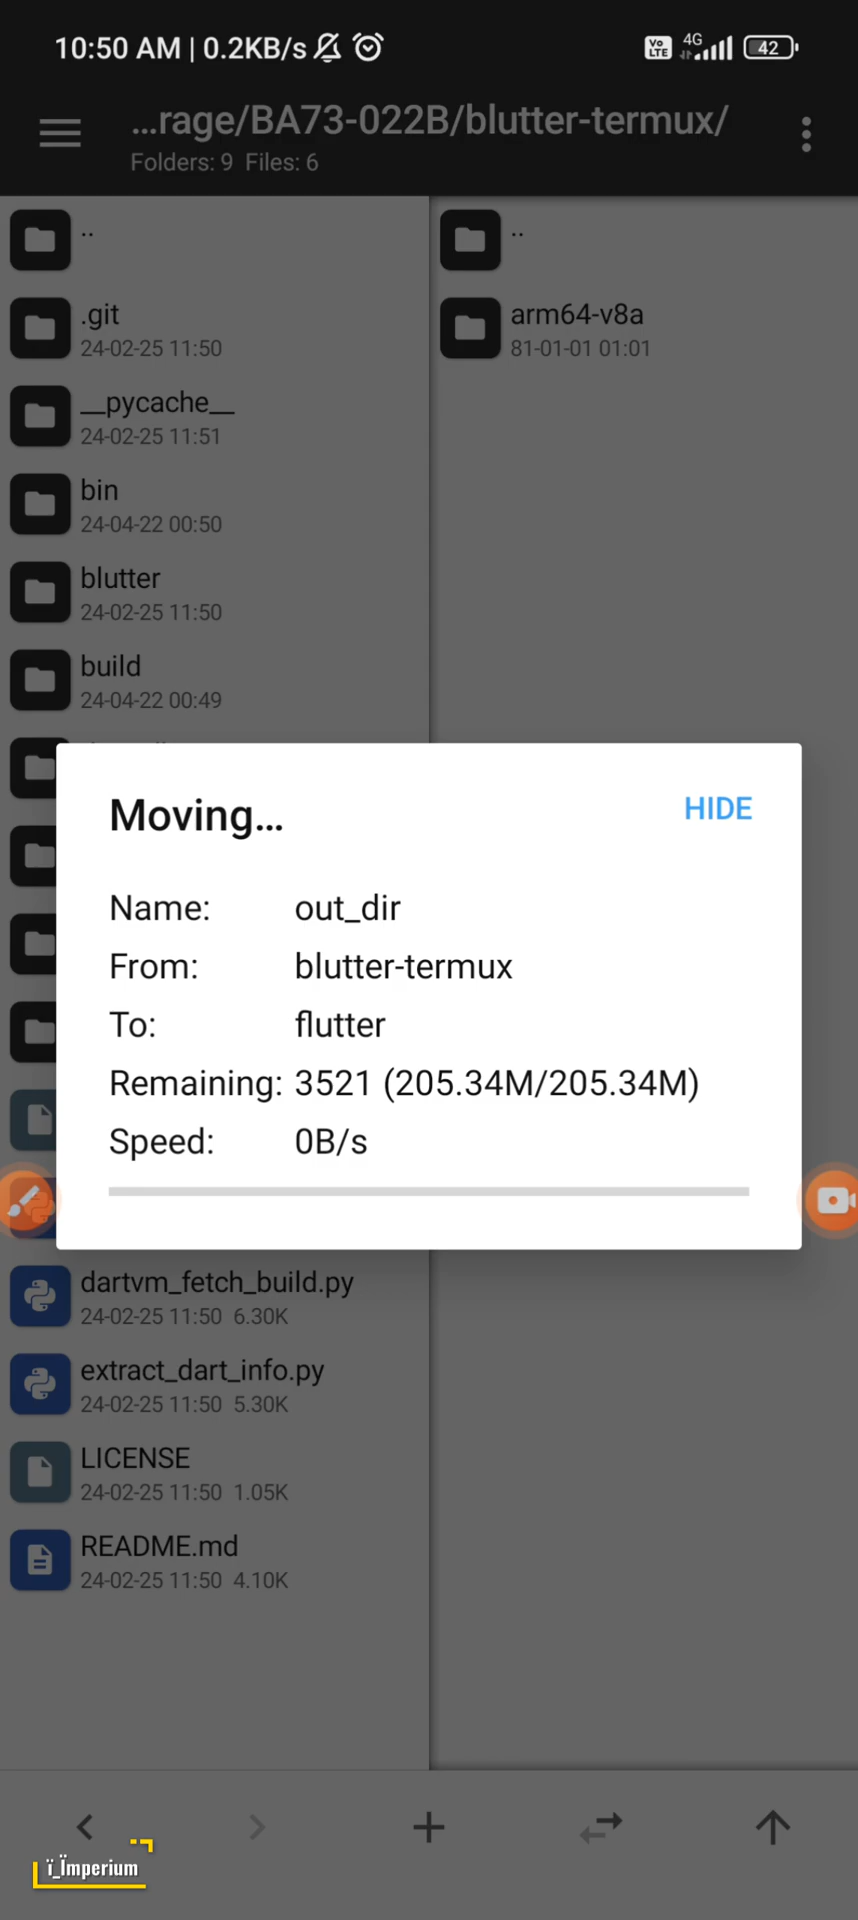 10:50 AM | 0.2KB/s
Vo LTE 4G 42
...rage/BA73-022B/blutter-termux/
Folders: 9 Files: 6
..
.git
24-02-25 11:50
__pycache__
24-02-25 11:51
bin
24-04-22 00:50
blutter
24-02-25 11:50
build
24-04-22 00:49
..
arm64-v8a
81-01-01 01:01
Moving...
HIDE
Name: out_dir
From: blutter-termux
To: flutter
Remaining: 3521 (205.34M/205.34M)
Speed: 0B/s
dartvm_fetch_build.py
24-02-25 11:50 6.30K
extract_dart_info.py
24-02-25 11:50 5.30K
LICENSE
24-02-25 11:50 1.05K
README.md
24-02-25 11:50 4.10K
ï_Ïmperium